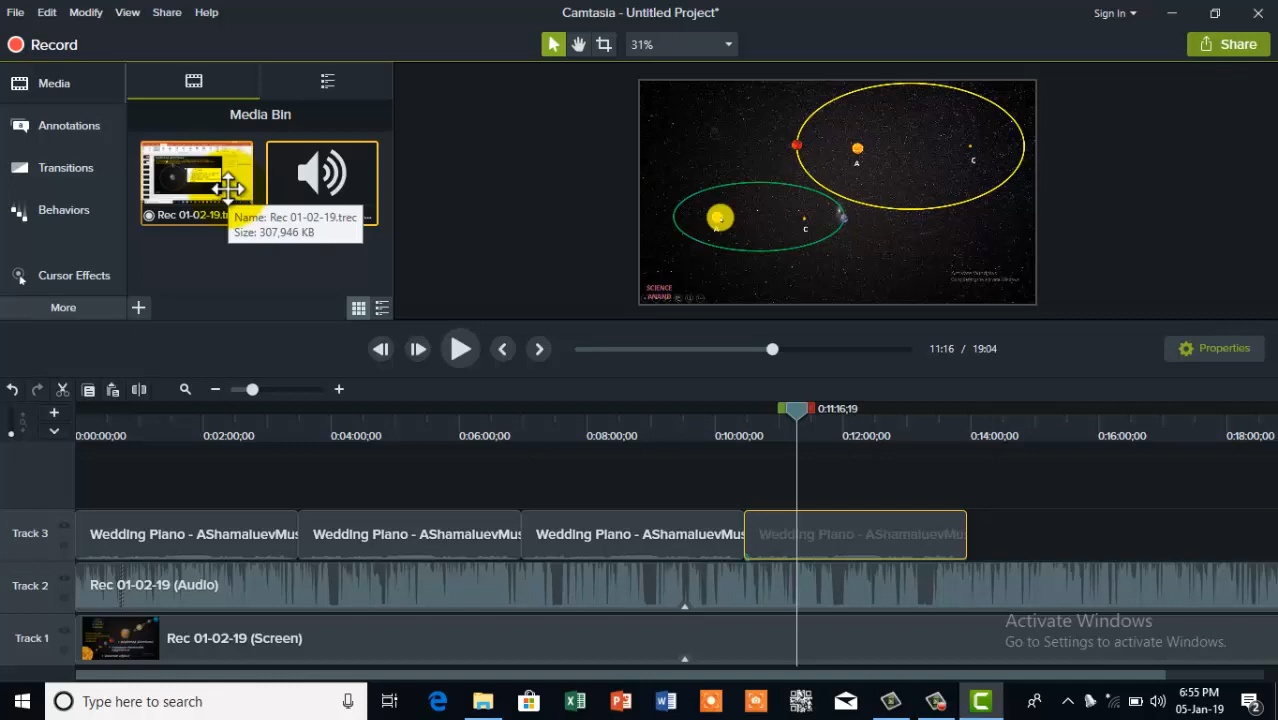 File Edit Modify View Share Help
Camtasia - Untitled Project*
Sign In
Record
31%
Share
Media
Annotations
Transitions
Behaviors
Cursor Effects
More
Media Bin
Rec 01-02-19.t
...
Name: Rec 01-02-19.trec
Size: 307,946 KB
A
C
A
C
SCIENCE
ANAND
Activate Windows
11:16 / 19:04
Properties
0:11:16;19
0:00:00;00 0:02:00;00 0:04:00;00 0:06:00;00 0:08:00;00 0:10:00;00 0:12:00;00 0:14:00;00 0:16:00;00 0:18:00;00
Track 3
Wedding Piano - AShamaluevMus Wedding Piano - AShamaluevMus Wedding Piano - AShamaluevMus Wedding Piano - AShamaluevMus
Track 2
Rec 01-02-19 (Audio)
Track 1
Rec 01-02-19 (Screen)
Activate Windows
Go to Settings to activate Windows.
Type here to search
6:55 PM
05-Jan-19
2